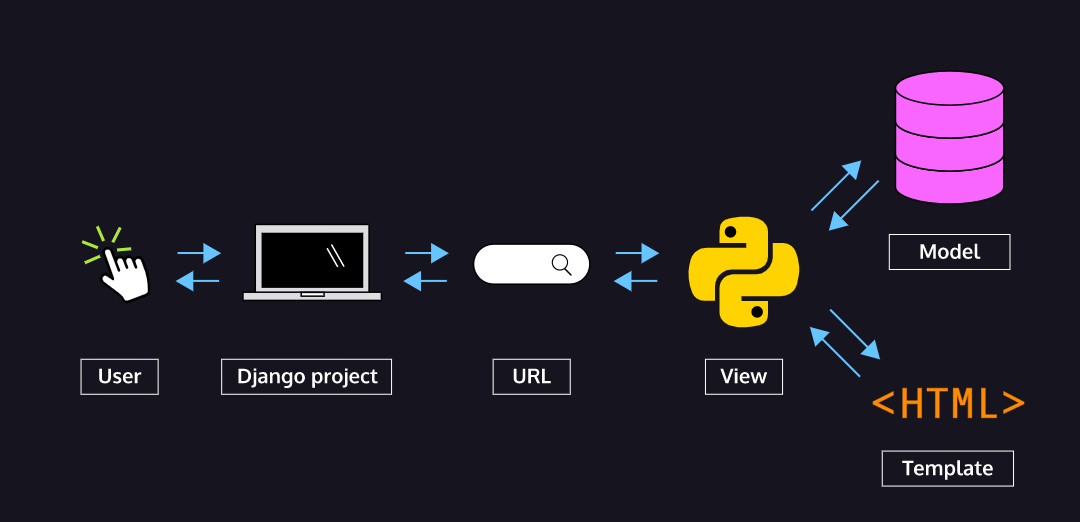 Model
User
Django project
URL
View
<HTML>
Template